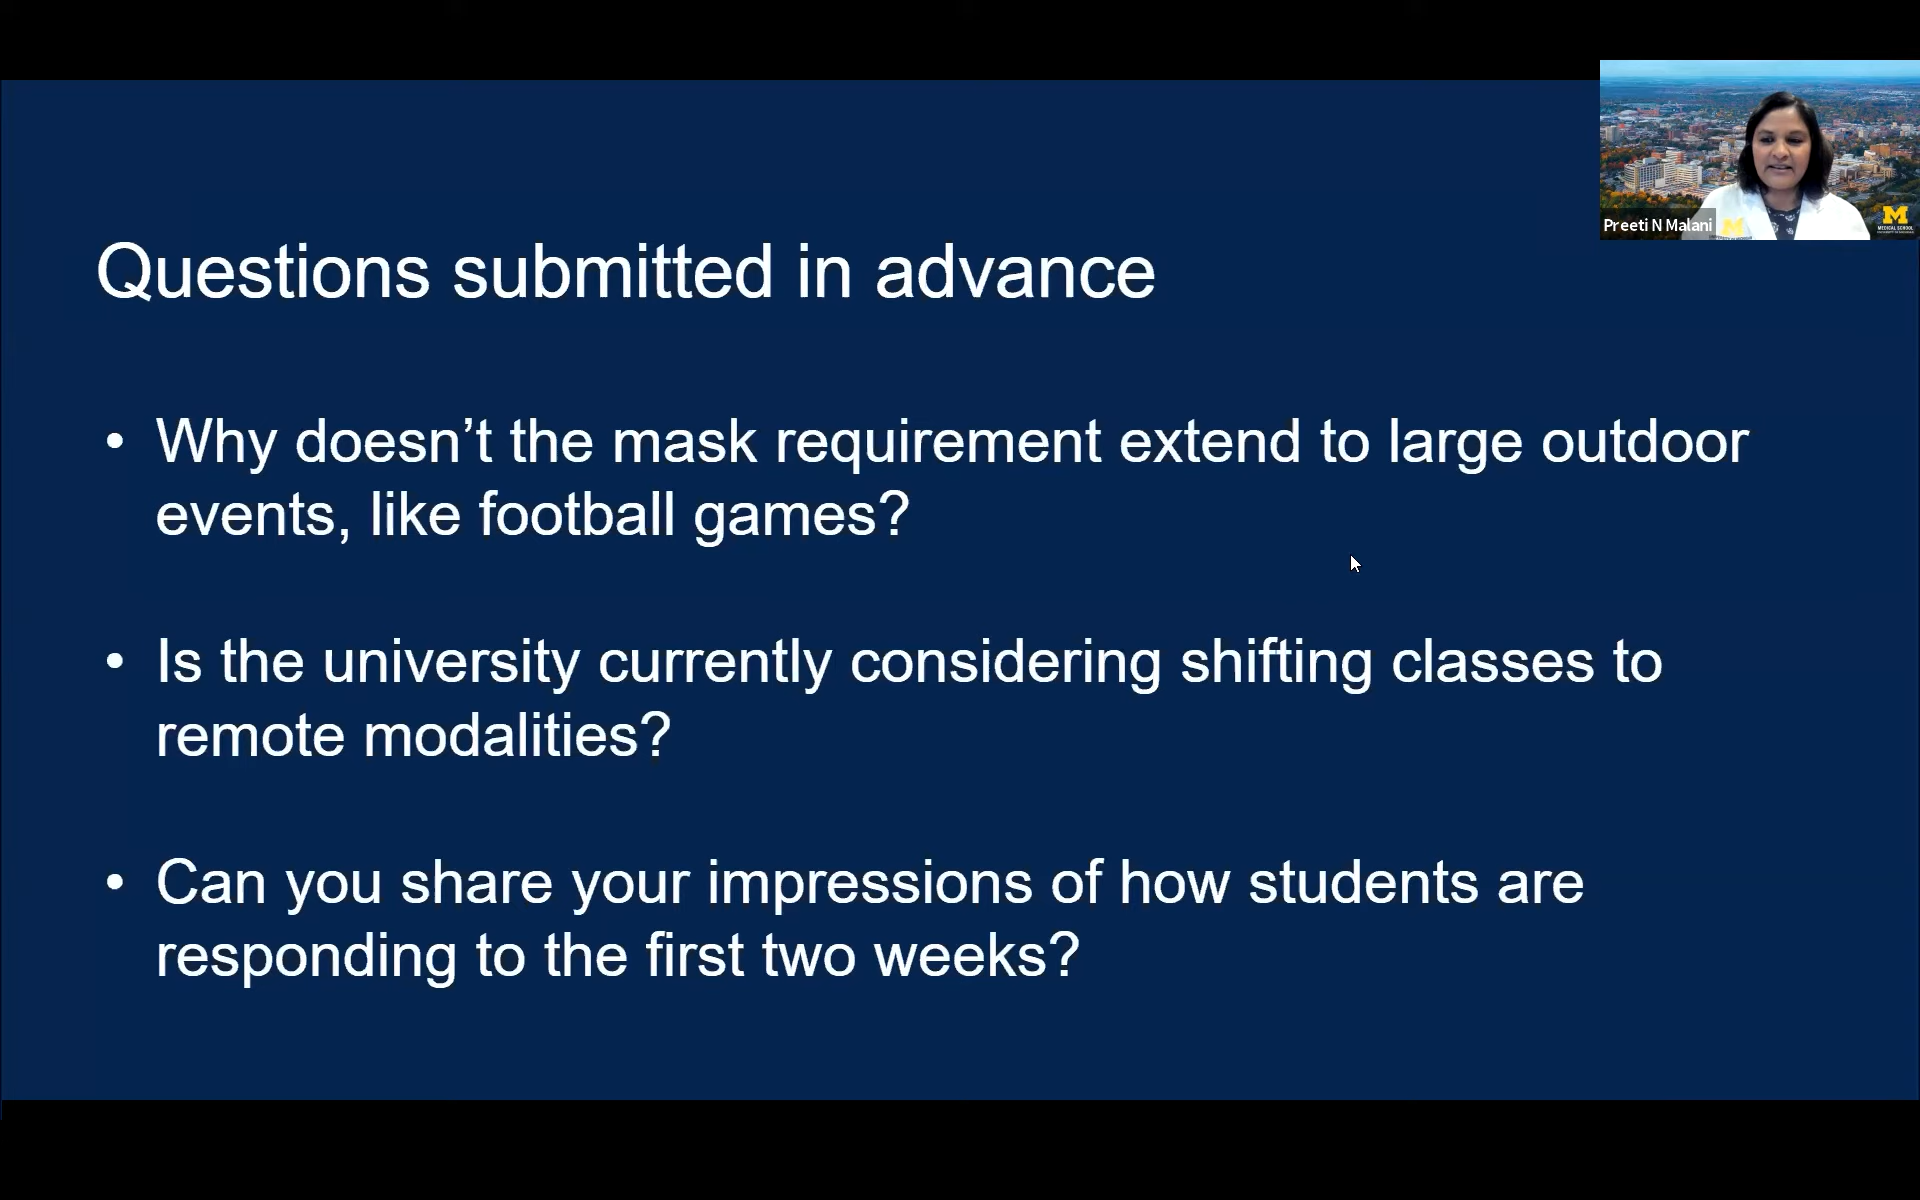 Preeti N Malani
M
MEDICAL SCHOOL
Questions submitted in advance
• Why doesn’t the mask requirement extend to large outdoor
events, like football games?
• Is the university currently considering shifting classes to
remote modalities?
• Can you share your impressions of how students are
responding to the first two weeks?